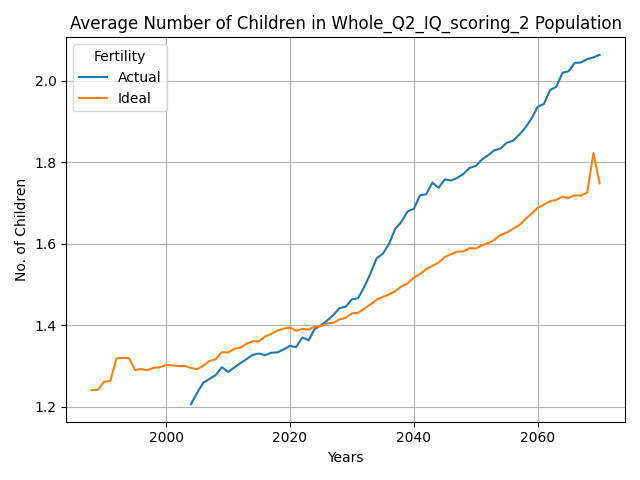 Average Number of Children in Whole_Q2_IQ_scoring_2 Population
Fertility
Actual
Ideal
No. of Children
2.0
1.8
1.6
1.4
1.2
2000
2020
2040
2060
Years